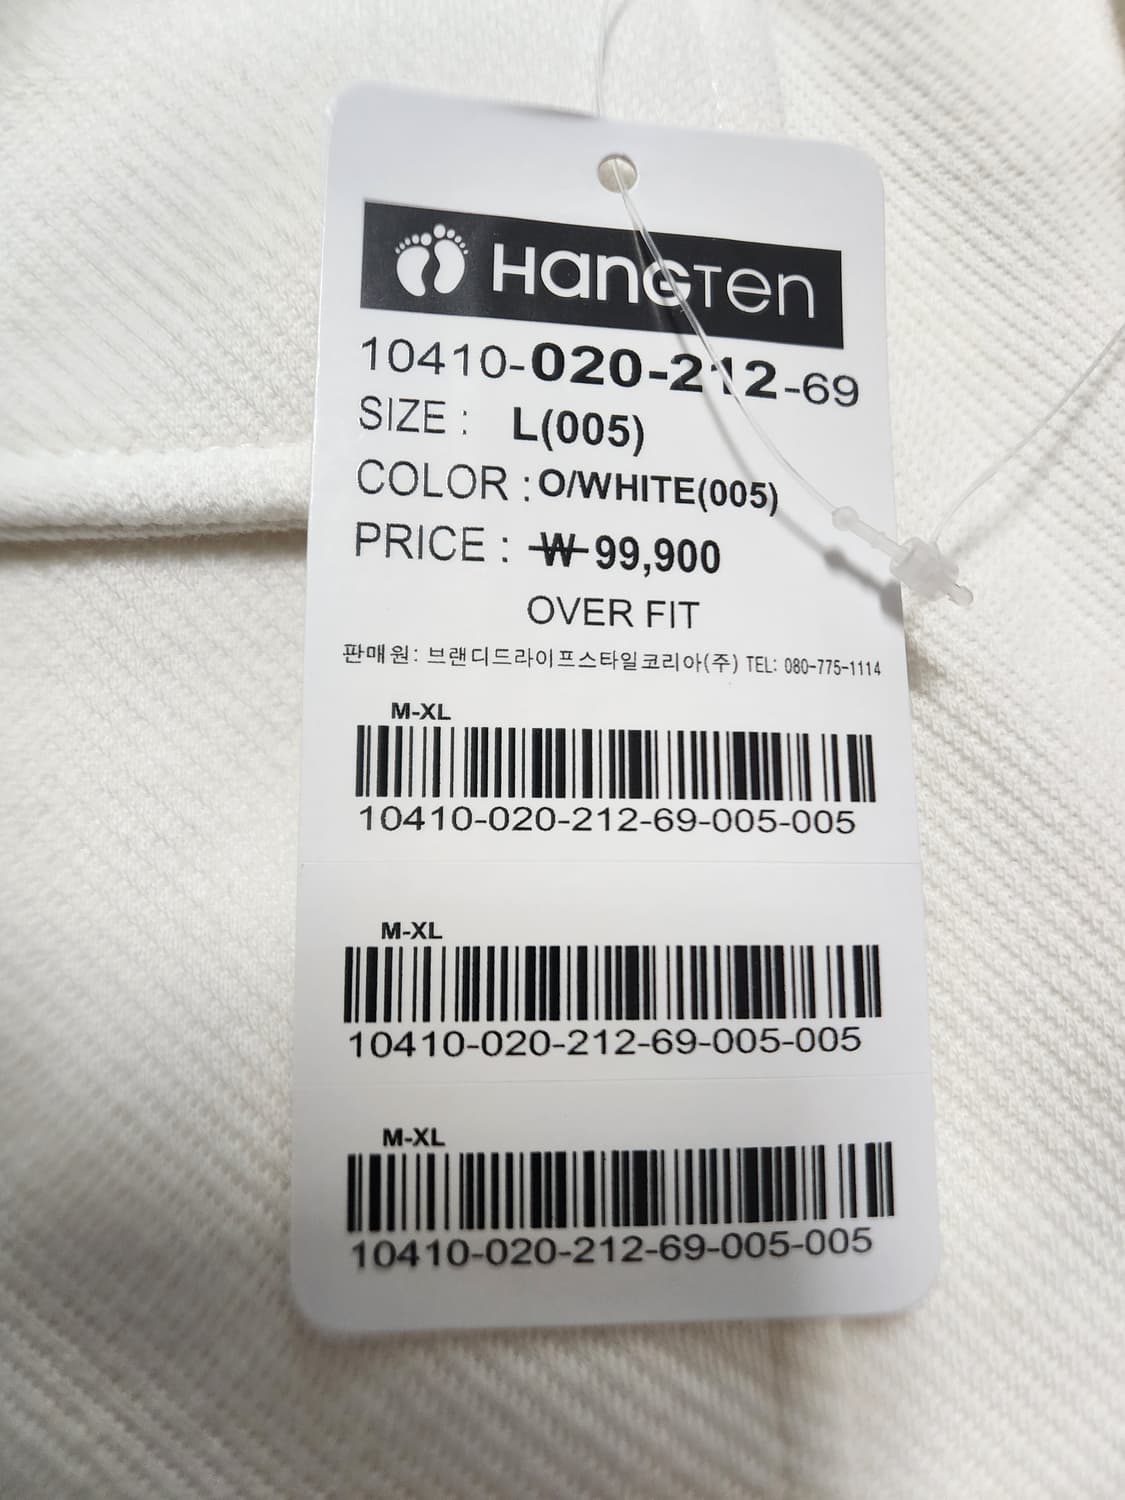 HangTen
10410-020-212-69
SIZE : L(005)
COLOR : O/WHITE(005)
PRICE : ₩ 99,900
OVER FIT
판매원: 브랜디드라이프스타일코리아(주) TEL: 080-775-1114
M-XL
10410-020-212-69-005-005
M-XL
10410-020-212-69-005-005
M-XL
10410-020-212-69-005-005